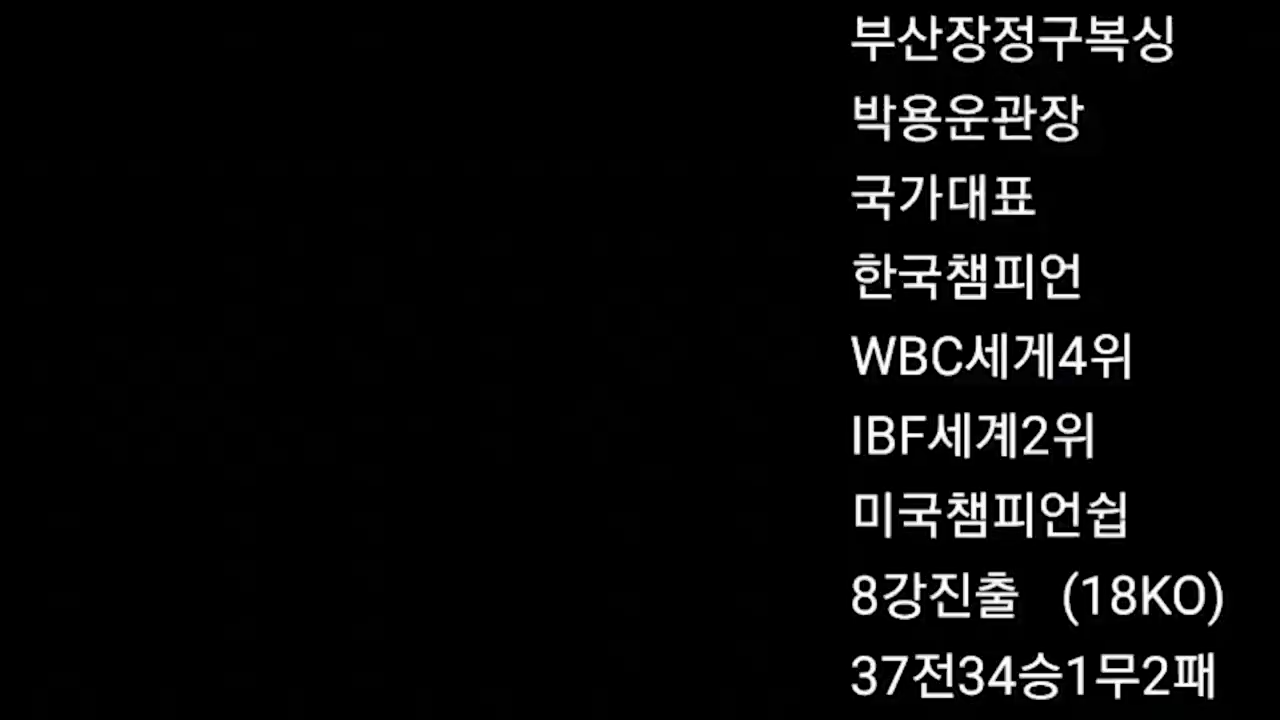 부산장정구복싱
박용운관장
국가대표
한국챔피언
WBC세게4위
IBF세계2위
미국챔피언쉽
8강진출 (18KO)
37전34승1무2패